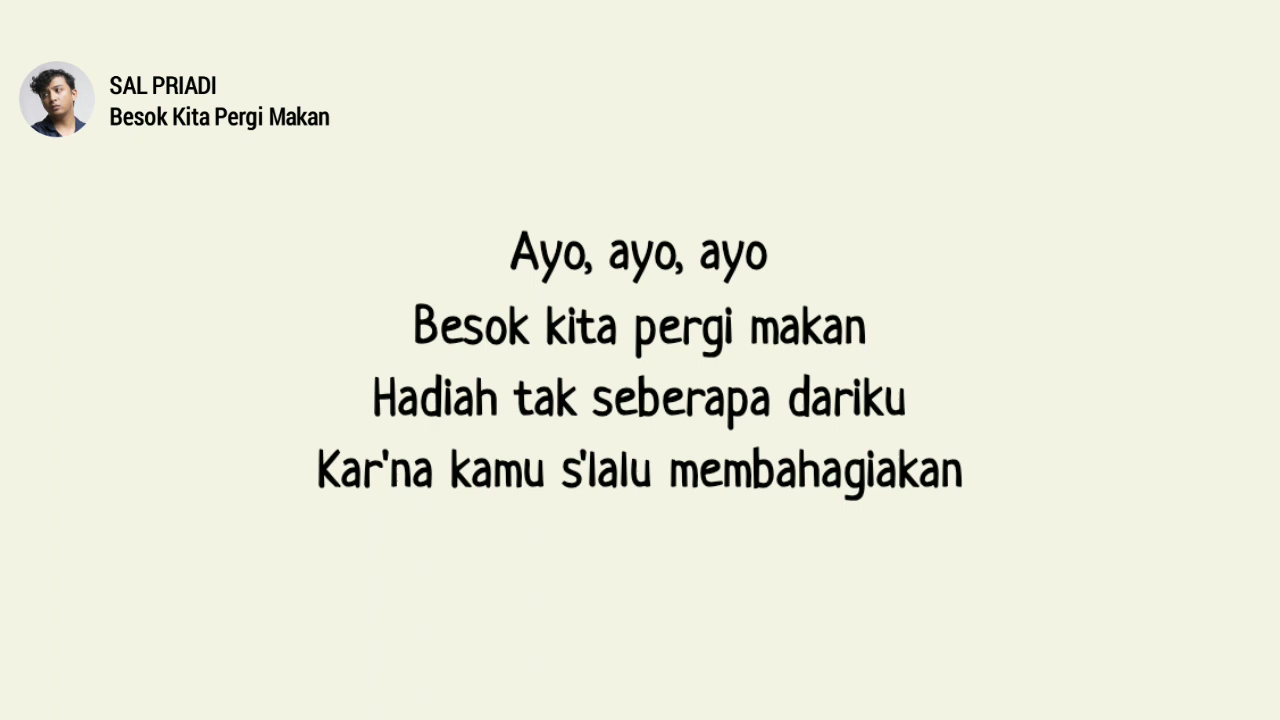 SAL PRIADI
Besok Kita Pergi Makan
Ayo, ayo, ayo
Besok kita pergi makan
Hadiah tak seberapa dariku
Kar'na kamu s'lalu membahagiakan